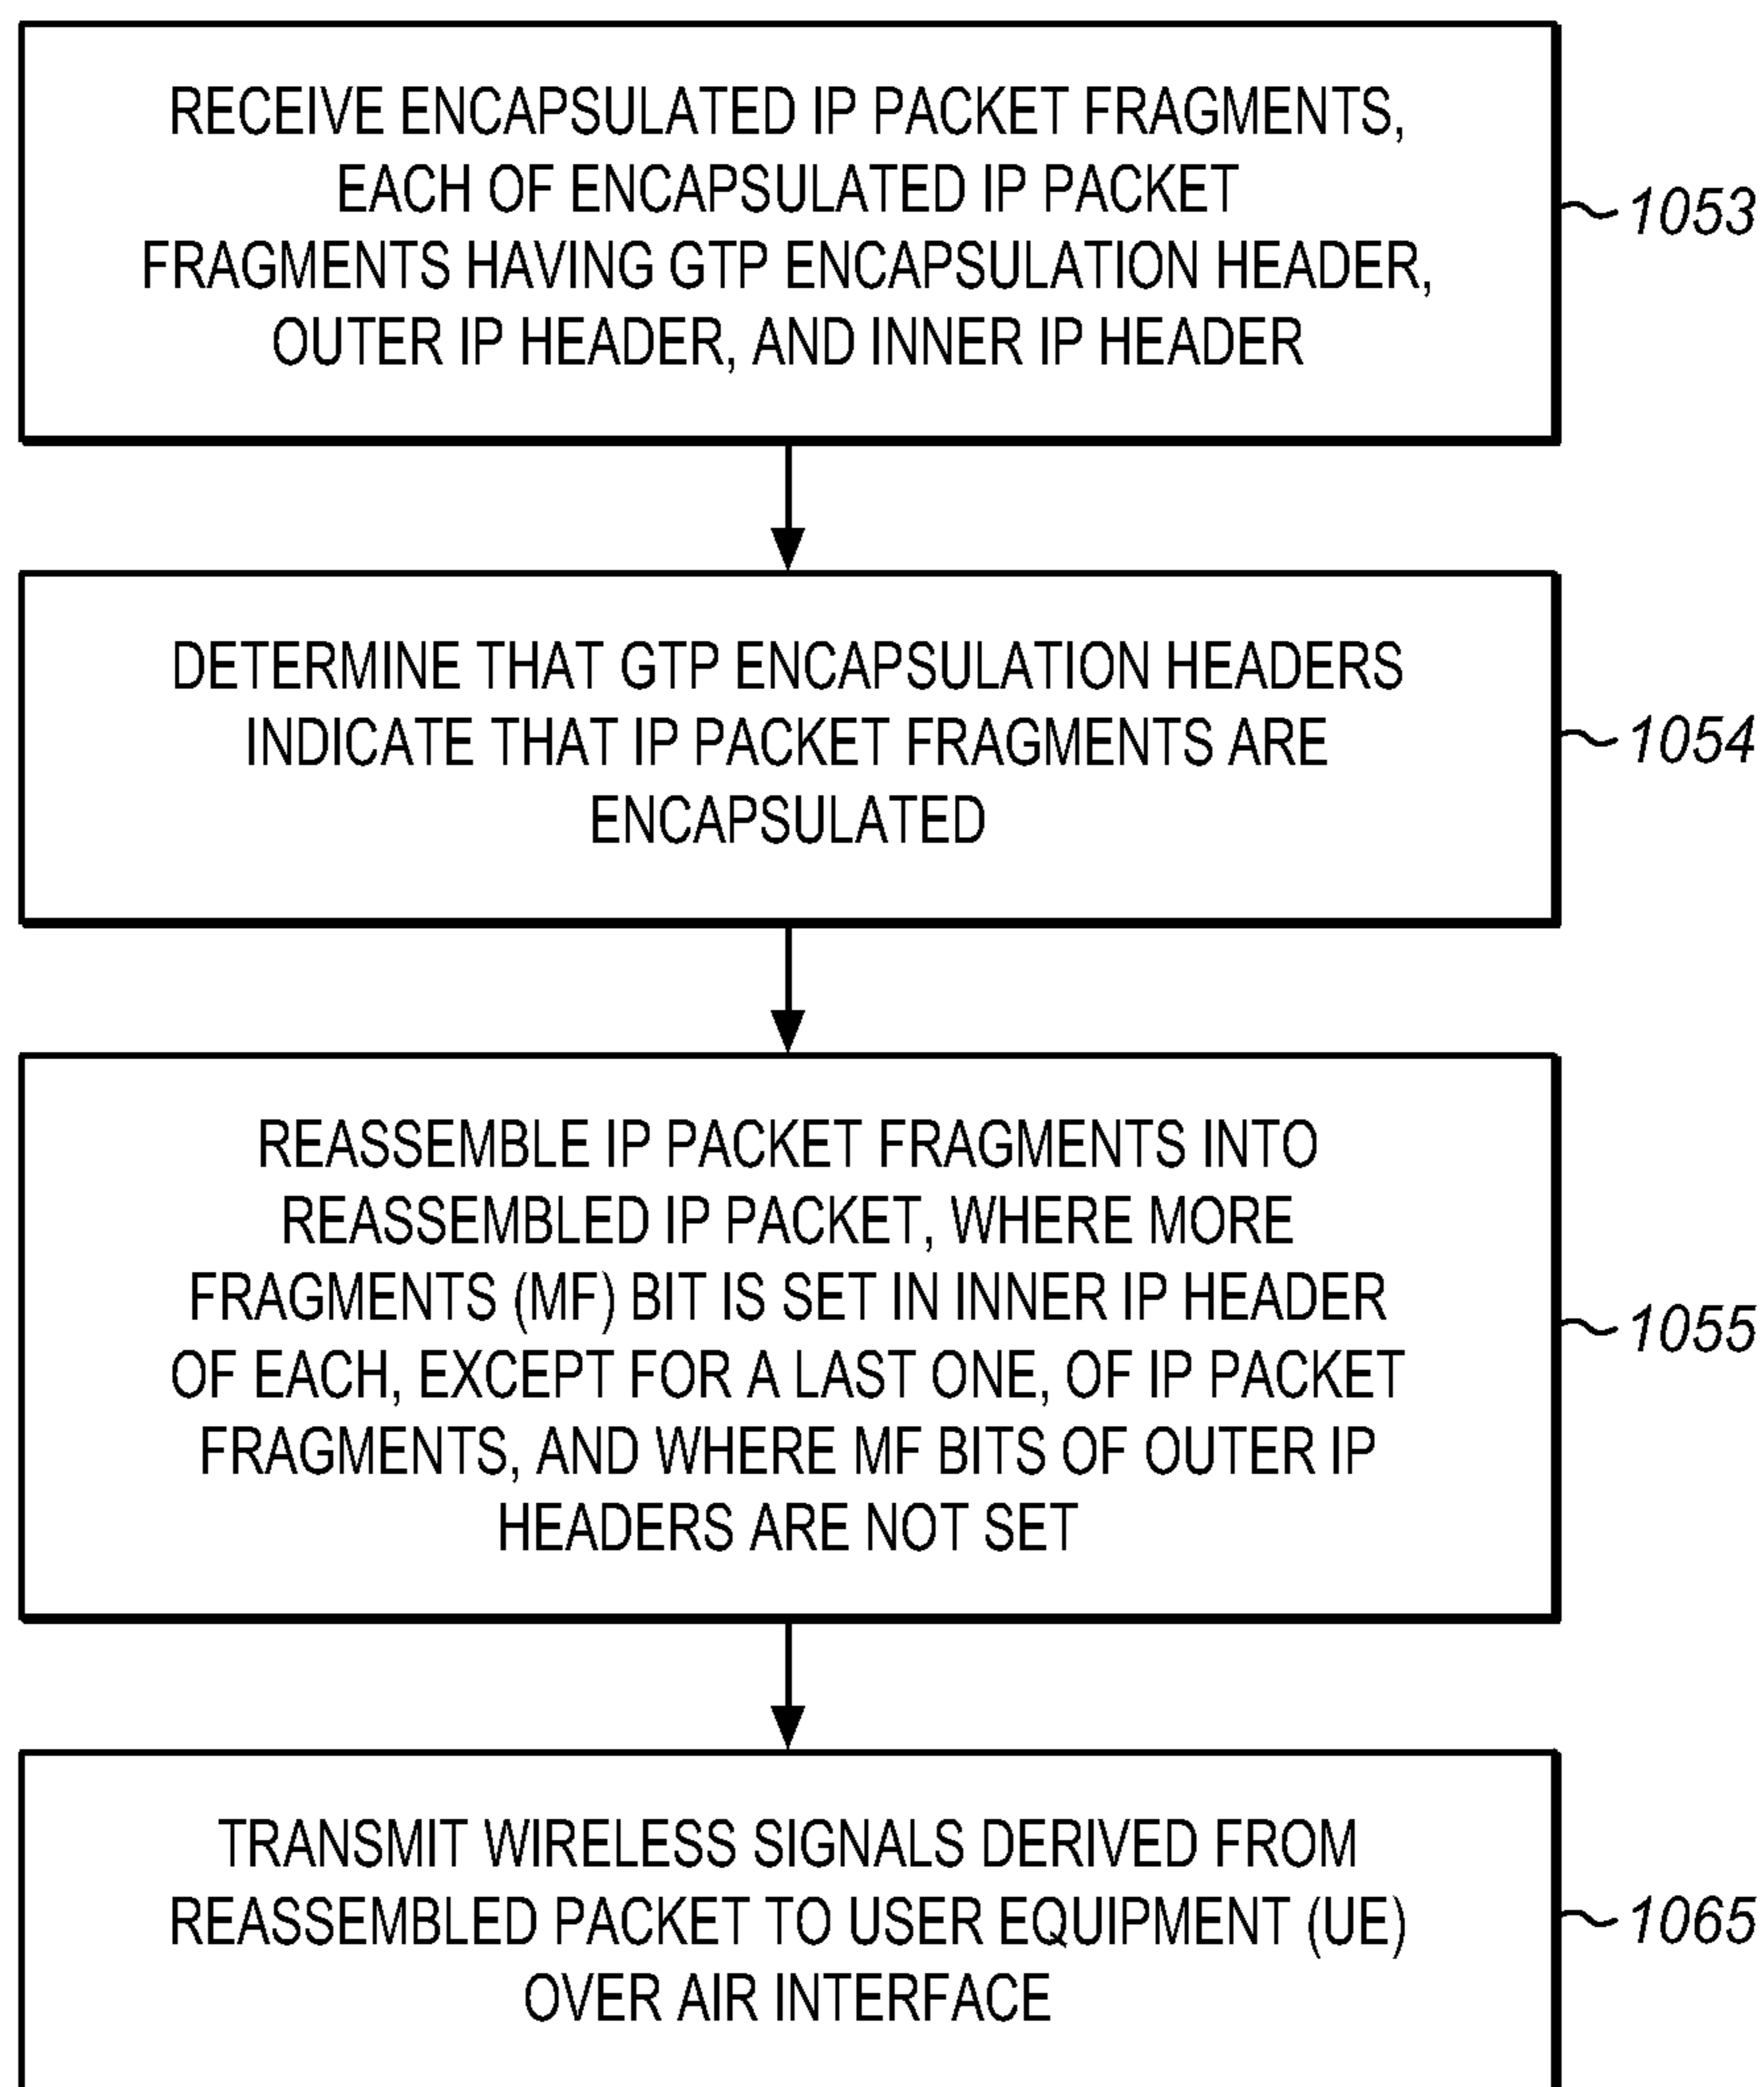 RECEIVE ENCAPSULATED IP PACKET FRAGMENTS,
EACH OF ENCAPSULATED IP PACKET
FRAGMENTS HAVING GTP ENCAPSULATION HEADER,
OUTER IP HEADER, AND INNER IP HEADER
1053
DETERMINE THAT GTP ENCAPSULATION HEADERS
INDICATE THAT IP PACKET FRAGMENTS ARE
ENCAPSULATED
1054
REASSEMBLE IP PACKET FRAGMENTS INTO
REASSEMBLED IP PACKET, WHERE MORE
FRAGMENTS (MF) BIT IS SET IN INNER IP HEADER
OF EACH, EXCEPT FOR A LAST ONE, OF IP PACKET
FRAGMENTS, AND WHERE MF BITS OF OUTER IP
HEADERS ARE NOT SET
1055
TRANSMIT WIRELESS SIGNALS DERIVED FROM
REASSEMBLED PACKET TO USER EQUIPMENT (UE)
OVER AIR INTERFACE
1065